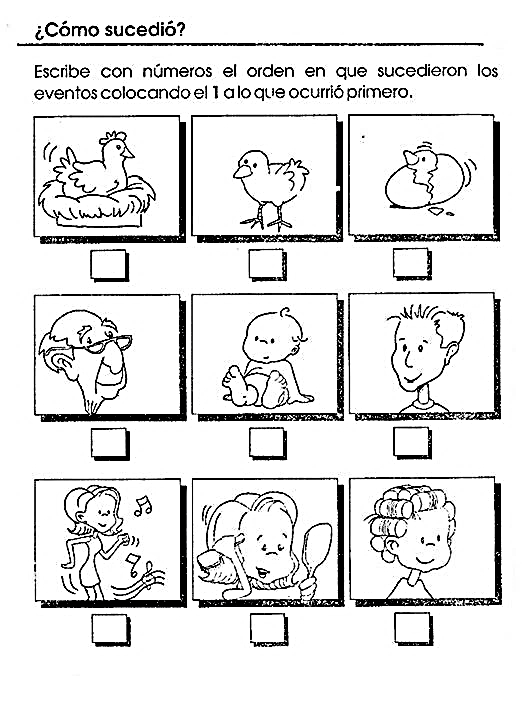 ¿Cómo sucedió?
Escribe con números el orden en que sucedieron los
eventos colocando el 1 a lo que ocurrió primero.